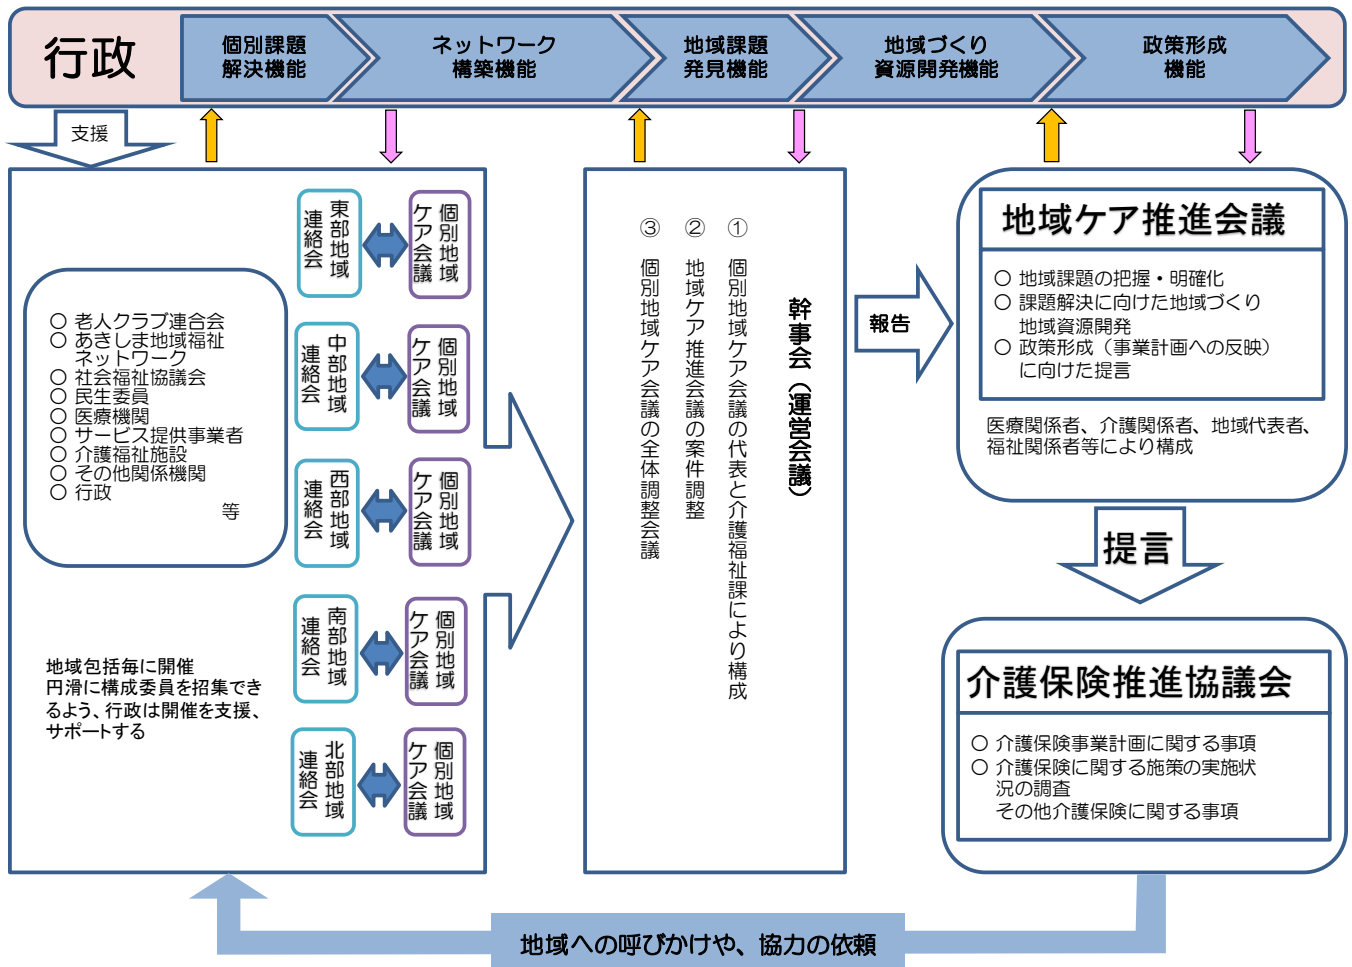 行政
個別課題
解決機能
ネットワーク
構築機能
地域課題
発見機能
地域づくり
資源開発機能
政策形成
機能
支援
○ 老人クラブ連合会
○ あきしま地域福祉
ネットワーク
○ 社会福祉協議会
○ 民生委員
○ 医療機関
○ サービス提供事業者
○ 介護福祉施設
○ その他関係機関
○ 行政
等
地域包括毎に開催
円滑に構成委員を招集でき
るよう、行政は開催を支援、
サポートする
東部地域
連絡会
個別地域
ケア会議
中部地域
連絡会
個別地域
ケア会議
西部地域
連絡会
個別地域
ケア会議
南部地域
連絡会
個別地域
ケア会議
北部地域
連絡会
個別地域
ケア会議
幹事会（運営会議）
① 個別地域ケア会議の代表と介護福祉課により構成
② 地域ケア推進会議の案件調整
③ 個別地域ケア会議の全体調整会議
報告
地域ケア推進会議
○ 地域課題の把握・明確化
○ 課題解決に向けた地域づくり
地域資源開発
○ 政策形成（事業計画への反映）
に向けた提言
医療関係者、介護関係者、地域代表者、
福祉関係者等により構成
提言
介護保険推進協議会
○ 介護保険事業計画に関する事項
○ 介護保険に関する施策の実施状
況の調査
その他介護保険に関する事項
地域への呼びかけや、協力の依頼